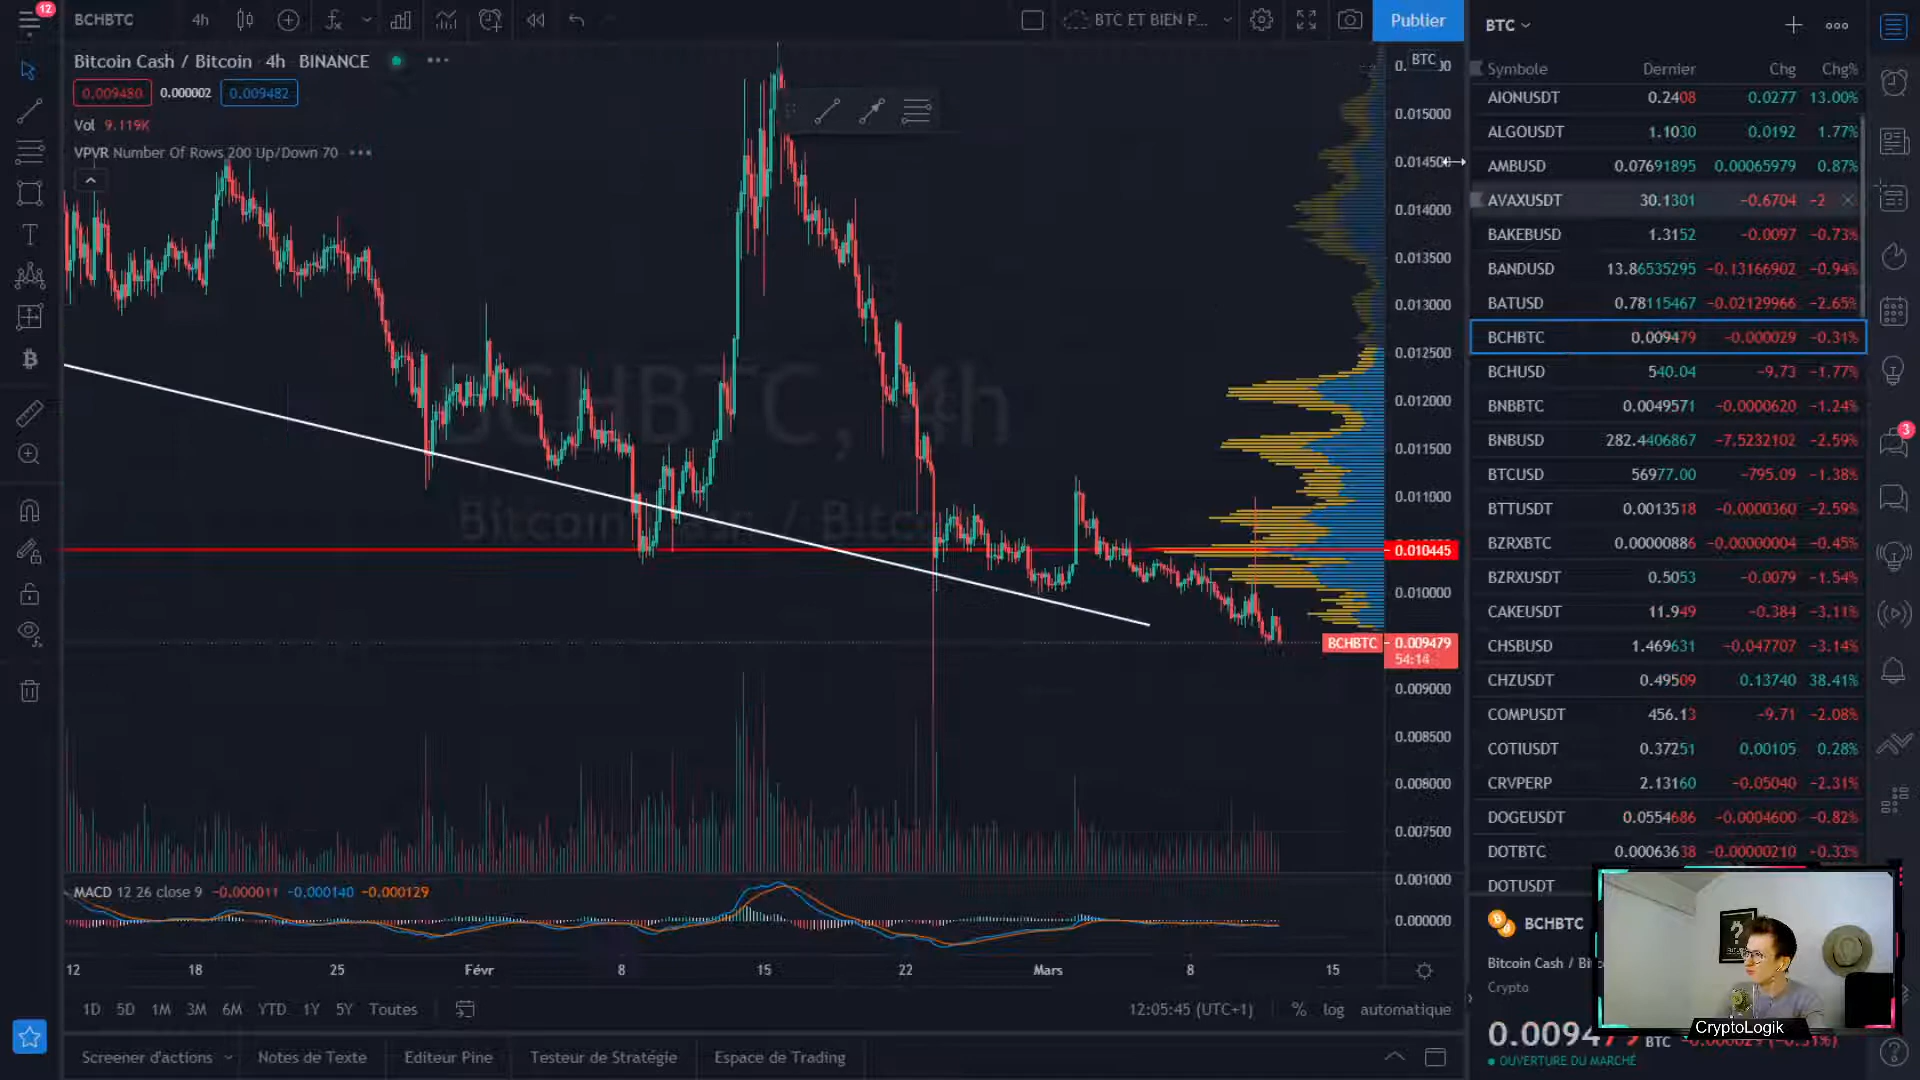 12
BCHBTC
4h
BTC ET BIEN P...
Publier
Bitcoin Cash / Bitcoin · 4h · BINANCE
0.009480 0.000002 0.009482
Vol 9.119K
VPVR Number Of Rows 200 Up/Down 70
BCHBTC, 4h
Bitcoin Cash / Bitco
BTC
0.015000
0.014500
0.014000
0.013500
0.013000
0.012500
0.012000
0.011500
0.011000
0.010445
0.010000
BCHBTC 0.009479
54:14
0.009000
0.008500
0.008000
0.007500
MACD 12 26 close 9 -0.000011 -0.000140 -0.000129
0.001000
0.000000
12 18 25 Févr 8 15 22 Mars 8 15
1D 5D 1M 3M 6M YTD 1Y 5Y Toutes
12:05:45 (UTC+1) % log automatique
Screener d'actions
Notes de Texte
Editeur Pine
Testeur de Stratégie
Espace de Trading
BTC
Symbole Dernier Chg Chg%
AIONUSDT 0.2408 0.0277 13.00%
ALGOUSDT 1.1030 0.0192 1.77%
AMBUSD 0.07691895 0.00065979 0.87%
AVAXUSDT 30.1301 -0.6704 -2
BAKEBUSD 1.3152 -0.0097 -0.73%
BANDUSD 13.86535295 -0.13166902 -0.94%
BATUSD 0.78115467 -0.02129966 -2.65%
BCHBTC 0.009479 -0.000029 -0.31%
BCHUSD 540.04 -9.73 -1.77%
BNBBTC 0.0049571 -0.0000620 -1.24%
BNBUSD 282.4406867 -7.5232102 -2.59%
BTCUSD 56977.00 -795.09 -1.38%
BTTUSDT 0.0013518 -0.0000360 -2.59%
BZRXBTC 0.00000886 -0.00000004 -0.45%
BZRXUSDT 0.5053 -0.0079 -1.54%
CAKEUSDT 11.949 -0.384 -3.11%
CHSBUSD 1.469631 -0.047707 -3.14%
CHZUSDT 0.49509 0.13740 38.41%
COMPUSDT 456.13 -9.71 -2.08%
COTIUSDT 0.37251 0.00105 0.28%
CRVPERP 2.13160 -0.05040 -2.31%
DOGEUSDT 0.0554686 -0.0004600 -0.82%
DOTBTC 0.00063638 -0.00000210 -0.33%
DOTUSDT
BCHBTC
Bitcoin Cash / Bi
Crypto
0.009479 BTC -0.000029 (-0.31%)
OUVERTURE DU MARCHÉ
CryptoLogik
3